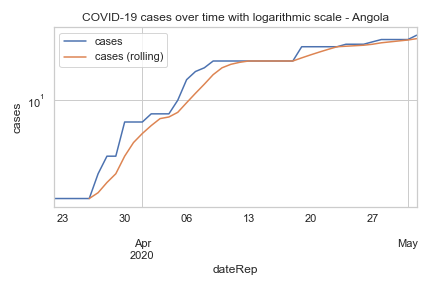 COVID-19 cases over time with logarithmic scale - Angola
cases
cases (rolling)
cases
10^1
23 30 06 13 20 27
Apr May
2020
dateRep